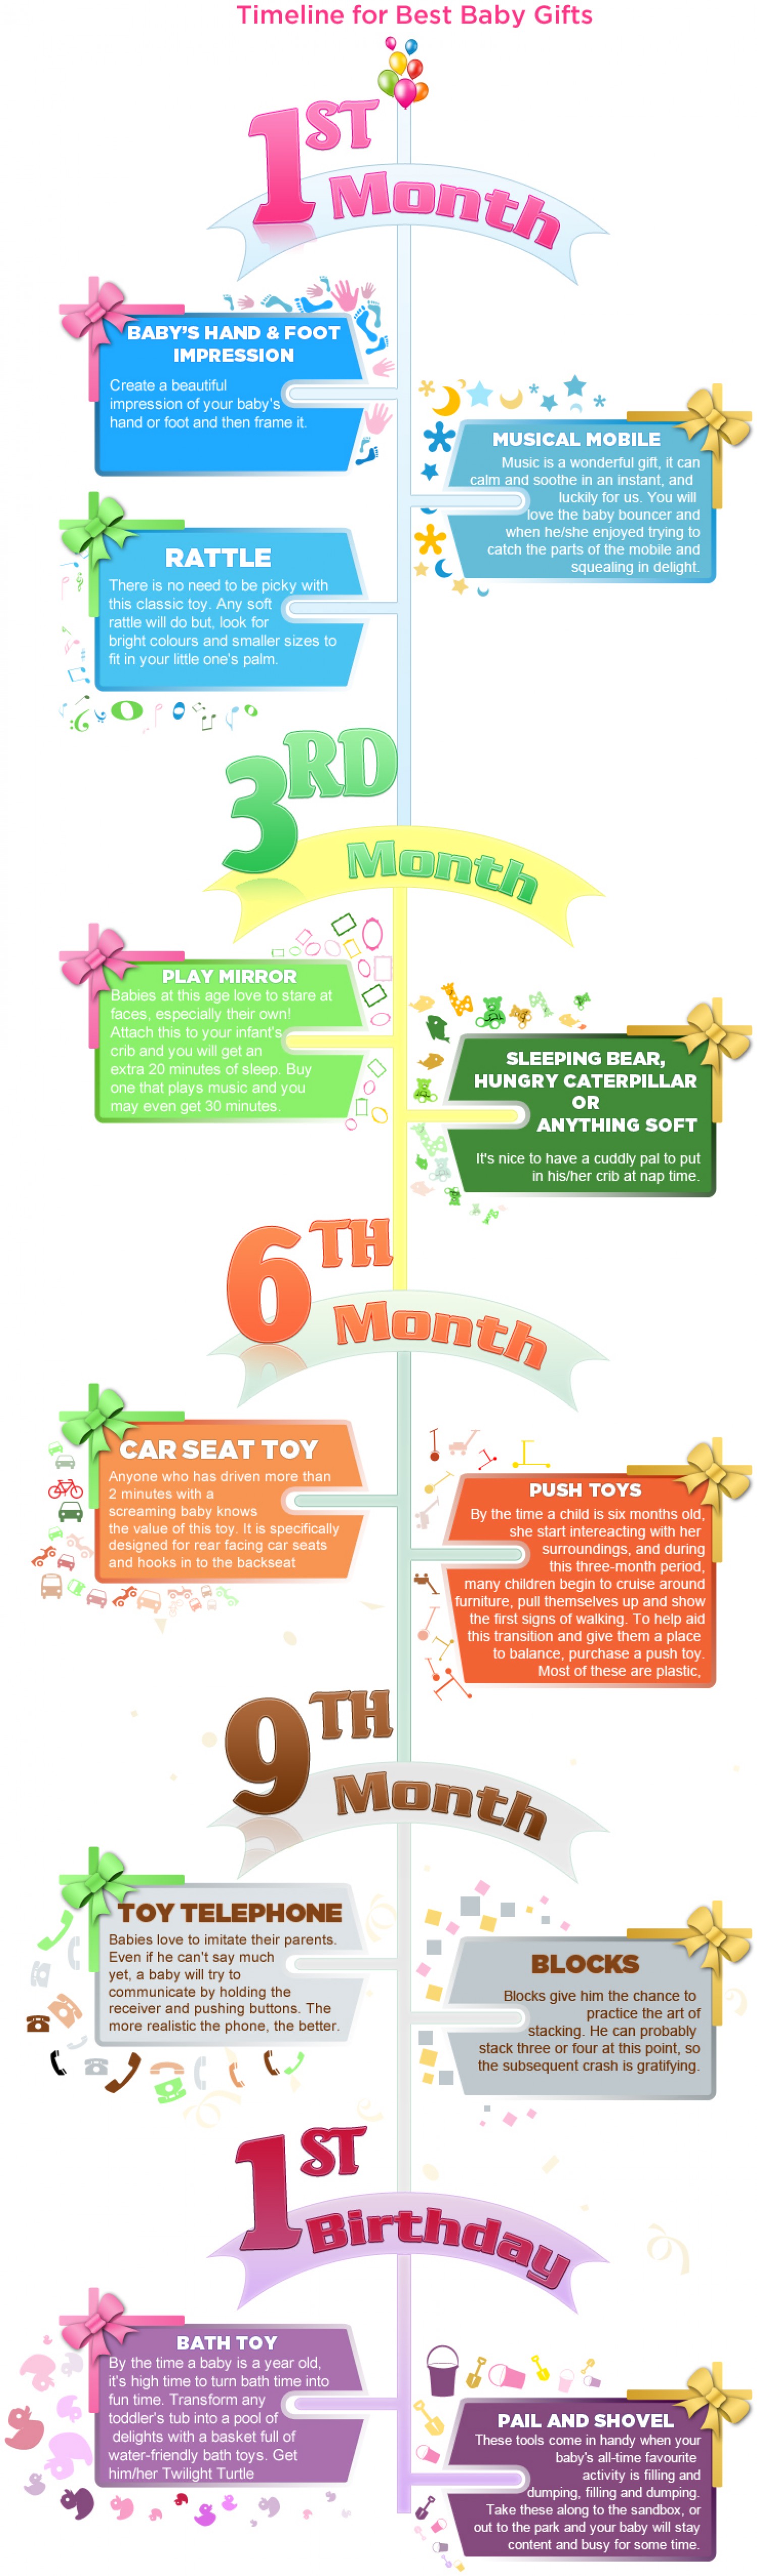 Timeline for Best Baby Gifts
1ST
Month
BABY'S HAND & FOOT
IMPRESSION
Create a beautiful
impression of your baby's
hand or foot and then frame it.
MUSICAL MOBILE
Music is a wonderful gift, it can
calm and soothe in an instant, and
luckily for us. You will
love the baby bouncer and
when he/she enjoyed trying to
catch the parts of the mobile and
squealing in delight.
RATTLE
There is no need to be picky with
this classic toy. Any soft
rattle will do but, look for
bright colours and smaller sizes to
fit in your little one's palm.
3RD
Month
PLAY MIRROR
Babies at this age love to stare at
faces, especially their own!
Attach this to your infant's
crib and you will get an
extra 20 minutes of sleep. Buy
one that plays music and you
may even get 30 minutes.
SLEEPING BEAR,
HUNGRY CATERPILLAR
OR
ANYTHING SOFT
It's nice to have a cuddly pal to put
in his/her crib at nap time.
6TH
Month
CAR SEAT TOY
Anyone who has driven more than
2 minutes with a
screaming baby knows
the value of this toy. It is specifically
designed for rear facing car seats
and hooks in to the backseat
PUSH TOYS
By the time a child is six months old,
she start intereacting with her
surroundings, and during
this three-month period,
many children begin to cruise around
furniture, pull themselves up and show
the first signs of walking. To help aid
this transition and give them a place
to balance, purchase a push toy.
Most of these are plastic,
9TH
Month
TOY TELEPHONE
Babies love to imitate their parents.
Even if he can't say much
yet, a baby will try to
communicate by holding the
receiver and pushing buttons. The
more realistic the phone, the better.
BLOCKS
Blocks give him the chance to
practice the art of
stacking. He can probably
stack three or four at this point, so
the subsequent crash is gratifying.
1ST
Birthday
BATH TOY
By the time a baby is a year old,
it's high time to turn bath time into
fun time. Transform any
toddler's tub into a pool of
delights with a basket full of
water-friendly bath toys. Get
him/her Twilight Turtle
PAIL AND SHOVEL
These tools come in handy when your
baby's all-time favourite
activity is filling and
dumping, filling and dumping.
Take these along to the sandbox, or
out to the park and your baby will stay
content and busy for some time.